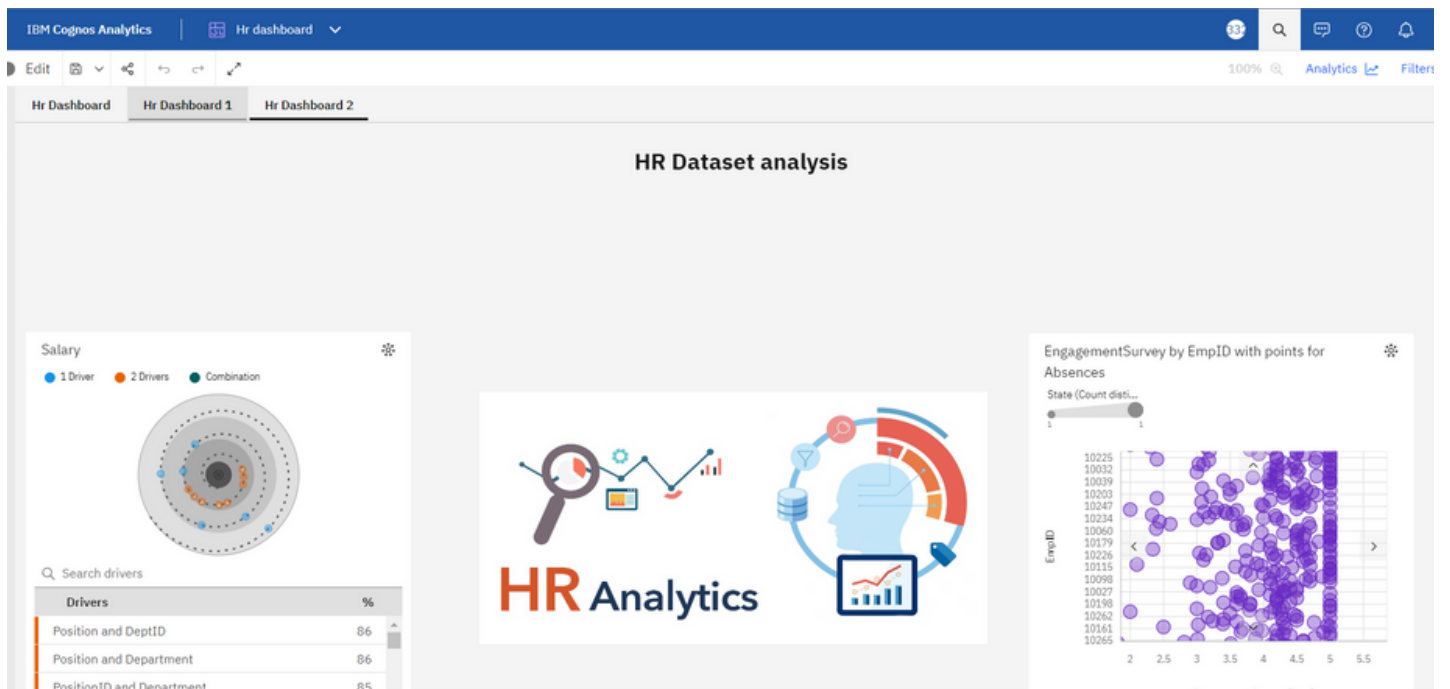 IBM Cognos Analytics
Hr dashboard
Edit
100%
Analytics
Filters
Hr Dashboard
Hr Dashboard 1
Hr Dashboard 2
HR Dataset analysis
Salary
1 Driver
2 Drivers
Combination
Search drivers
Drivers %
Position and DeptID 86
Position and Department 86
PositionID and Department 85
HR Analytics
EngagementSurvey by EmpID with points for
Absences
State (Count disti...
1 1
EmpID
10225
10032
10039
10203
10247
10234
10060
10179
10226
10115
10098
10027
10198
10262
10161
10265
2 2.5 3 3.5 4 4.5 5 5.5